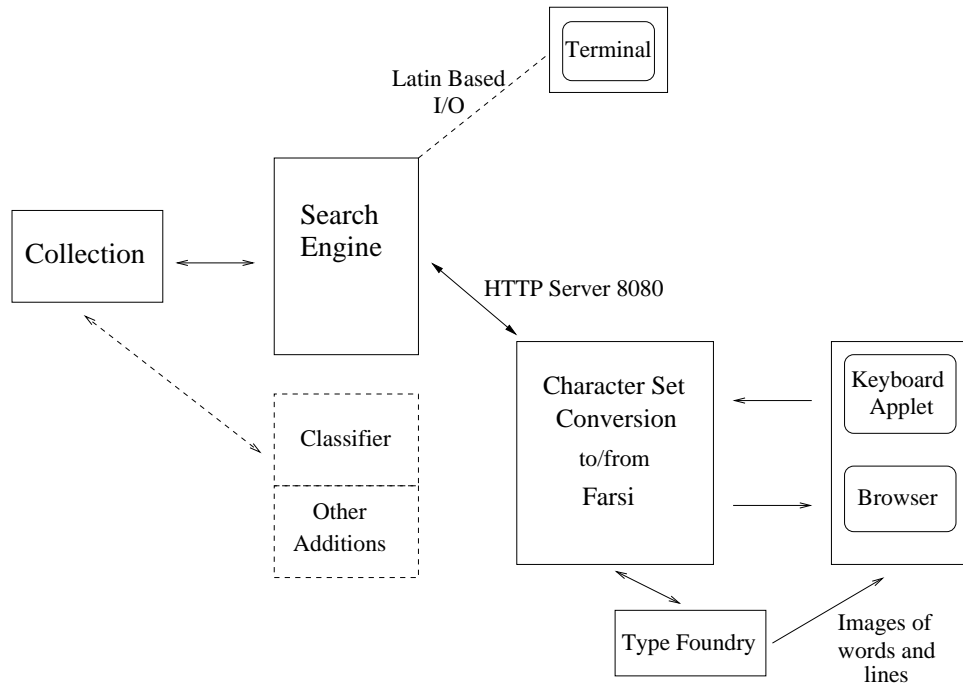 Terminal
Latin Based
I/O
Search
Engine
Collection
HTTP Server 8080
Character Set
Conversion
to/from
Farsi
Keyboard
Applet
Browser
Classifier
Other
Additions
Type Foundry
Images of
words and
lines